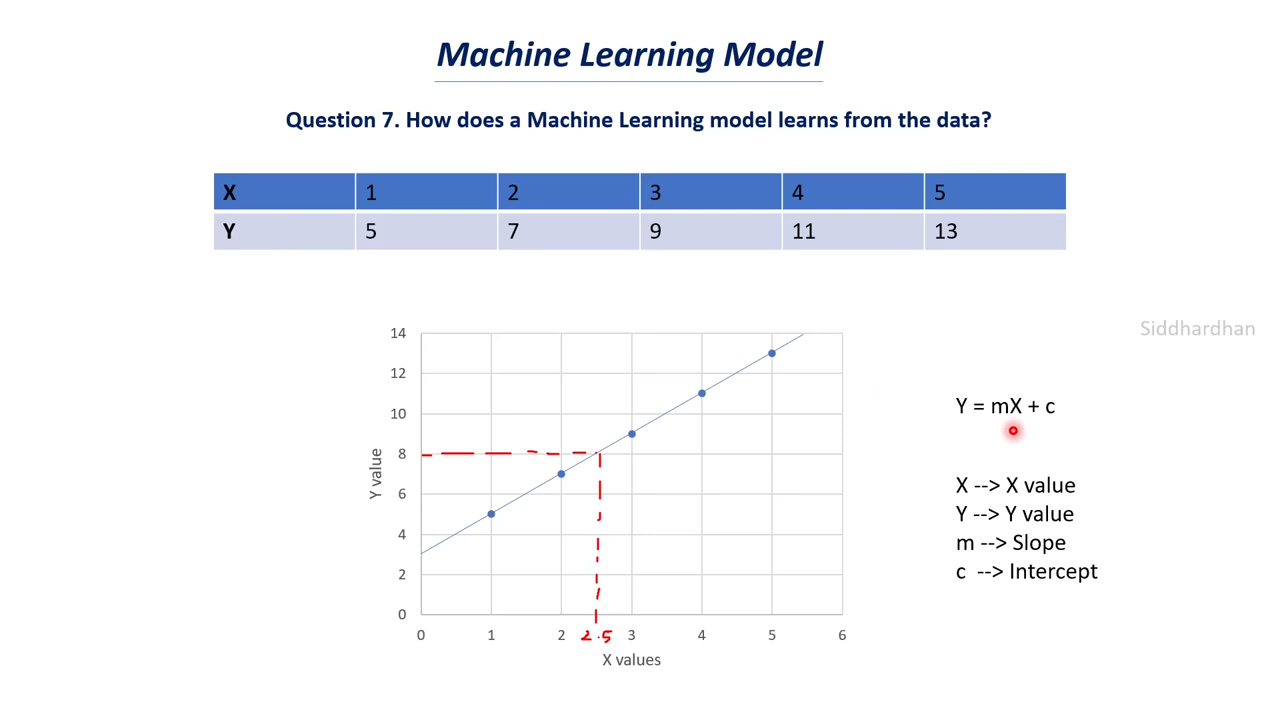 Machine Learning Model
Question 7. How does a Machine Learning model learns from the data?
X 1 2 3 4 5
Y 5 7 9 11 13
Siddhardhan
14
12
10
8
6
4
2
0
Y value
0 1 2 2.5 3 4 5 6
X values
Y = mX + c
X --> X value
Y --> Y value
m --> Slope
c --> Intercept